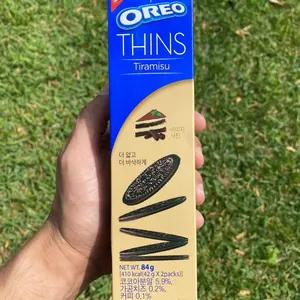 OREO
THINS
Tiramisu
더 얇고
더 바삭하게
NET WT. 84g
[410 kcal(42 g X 2packs)]
코코아분말 5.9%,
가공치즈 0.2%,
커피 0.1%